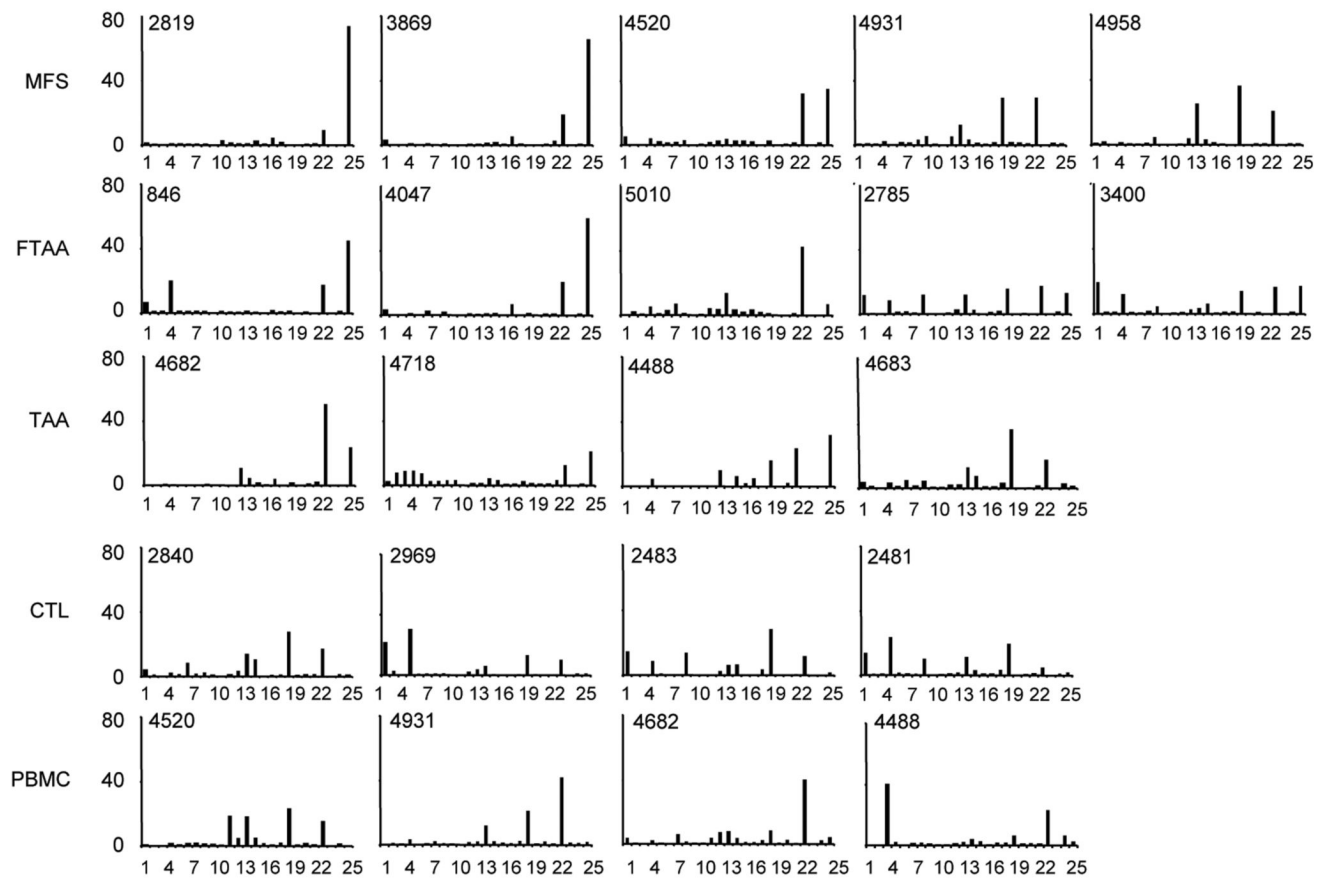 80 2819 3869 4520 4931 4958
MFS 40
0
1 4 7 10 13 16 19 22 25 1 4 7 10 13 16 19 22 25 1 4 7 10 13 16 19 22 25 1 4 7 10 13 16 19 22 25 1 4 7 10 13 16 19 22 25
80 846 4047 5010 2785 3400
FTAA 40
0
1 4 7 10 13 16 19 22 25 1 4 7 10 13 16 19 22 25 1 4 7 10 13 16 19 22 25 1 4 7 10 13 16 19 22 25 1 4 7 10 13 16 19 22 25
80 4682 4718 4488 4683
TAA 40
0
1 4 7 10 13 16 19 22 25 1 4 7 10 13 16 19 22 25 1 4 7 10 13 16 19 22 25 1 4 7 10 13 16 19 22 25
80 2840 2969 2483 2481
CTL 40
0
1 4 7 10 13 16 19 22 25 1 4 7 10 13 16 19 22 25 1 4 7 10 13 16 19 22 25 1 4 7 10 13 16 19 22 25
80 4520 4931 4682 4488
PBMC 40
0
1 4 7 10 13 16 19 22 25 1 4 7 10 13 16 19 22 25 1 4 7 10 13 16 19 22 25 1 4 7 10 13 16 19 22 25